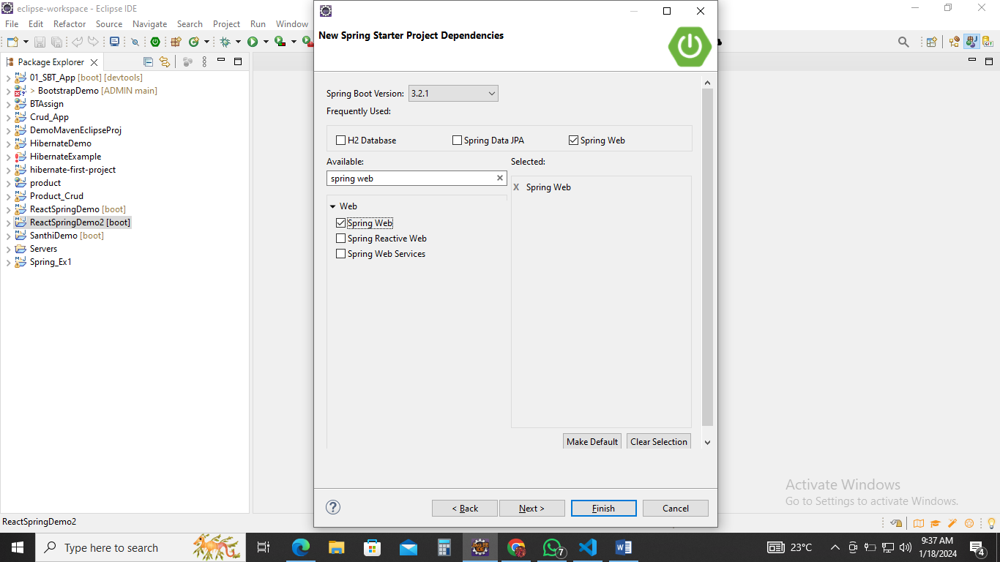 eclipse-workspace - Eclipse IDE
File Edit Refactor Source Navigate Search Project Run Window
Package Explorer
01_SBT_App [boot] [devtools]
> BootstrapDemo [ADMIN main]
BTAssign
Crud_App
DemoMavenEclipseProj
HibernateDemo
HibernateExample
hibernate-first-project
product
Product_Crud
ReactSpringDemo [boot]
ReactSpringDemo2 [boot]
SanthiDemo [boot]
Servers
Spring_Ex1
New Spring Starter Project Dependencies
Spring Boot Version: 3.2.1
Frequently Used:
H2 Database Spring Data JPA Spring Web
Available: Selected:
spring web
X Spring Web
Web
Spring Web
Spring Reactive Web
Spring Web Services
Make Default Clear Selection
? < Back Next > Finish Cancel
Activate Windows
Go to Settings to activate Windows.
ReactSpringDemo2
Type here to search
7
23°C
9:37 AM
1/18/2024
4